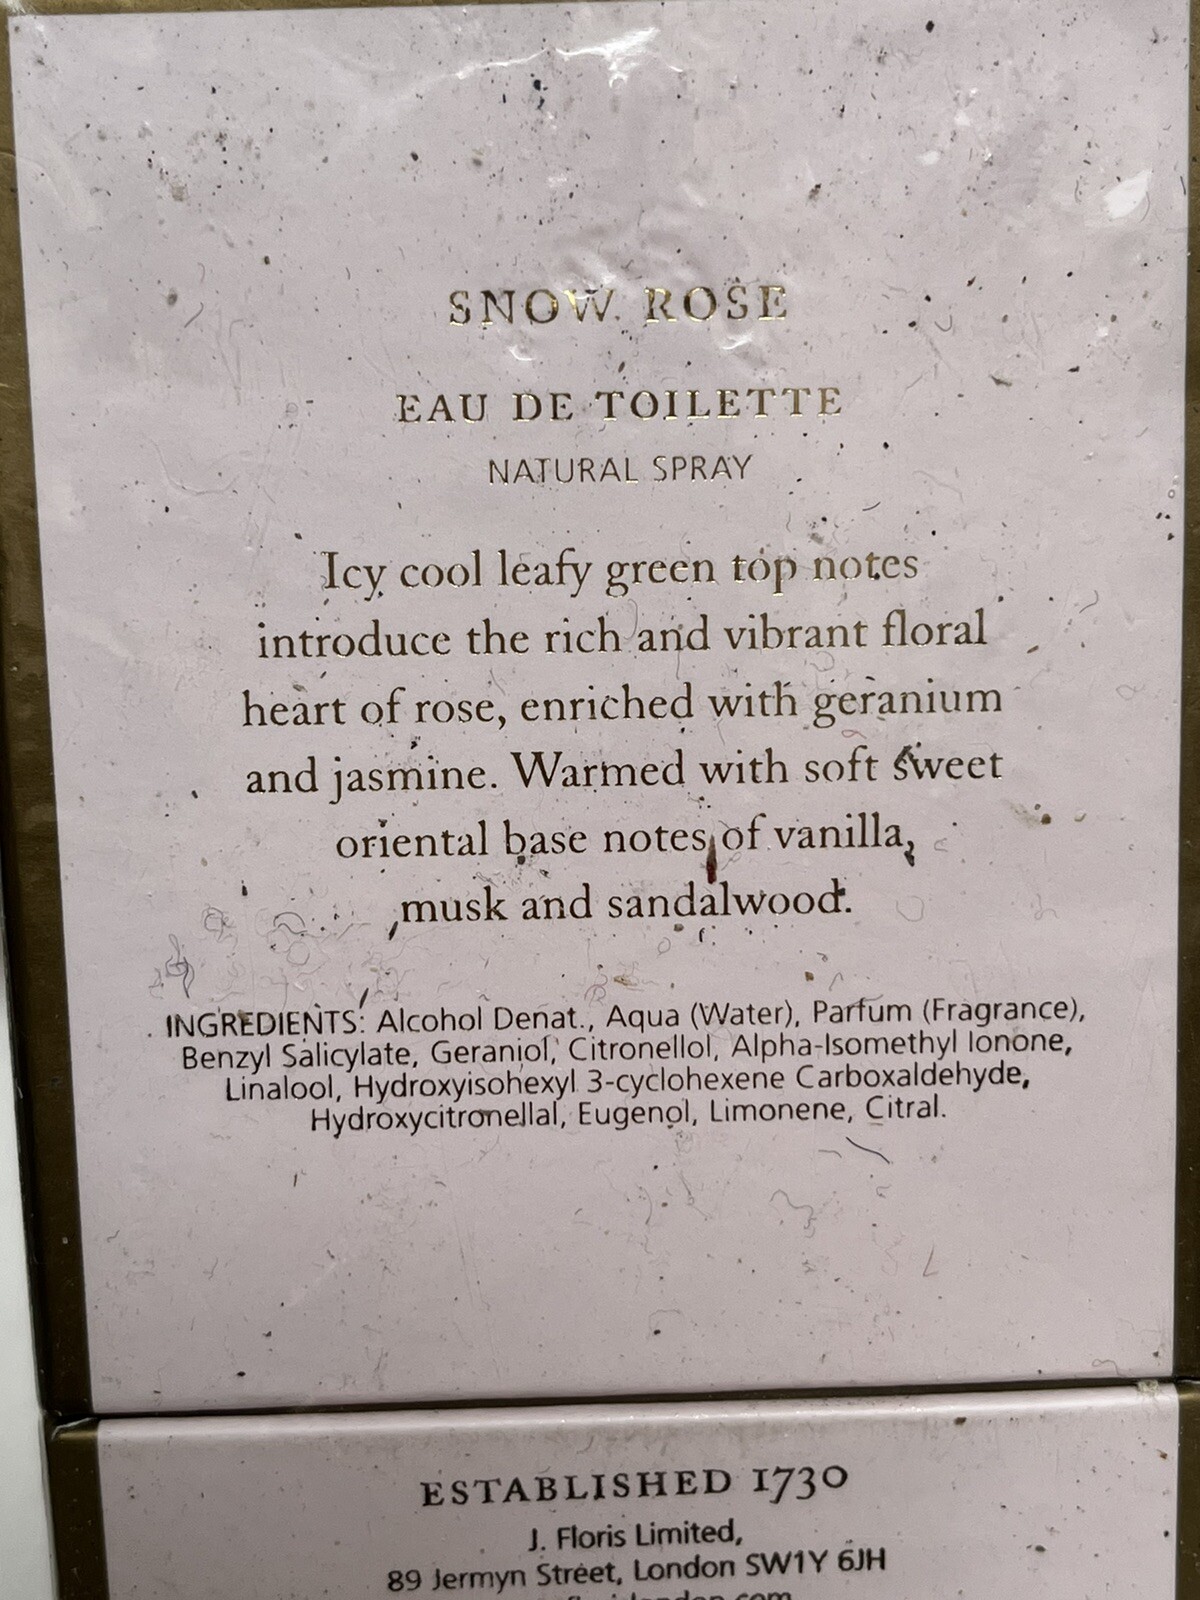 SNOW ROSE
EAU DE TOILETTE
NATURAL SPRAY
Icy cool leafy green top notes
introduce the rich and vibrant floral
heart of rose, enriched with geranium
and jasmine. Warmed with soft sweet
oriental base notes of vanilla,
musk and sandalwood.
INGREDIENTS: Alcohol Denat., Aqua (Water), Parfum (Fragrance),
Benzyl Salicylate, Geraniol, Citronellol, Alpha-Isomethyl Ionone,
Linalool, Hydroxyisohexyl 3-cyclohexene Carboxaldehyde,
Hydroxycitronellal, Eugenol, Limonene, Citral.
ESTABLISHED 1730
J. Floris Limited,
89 Jermyn Street, London SW1Y 6JH